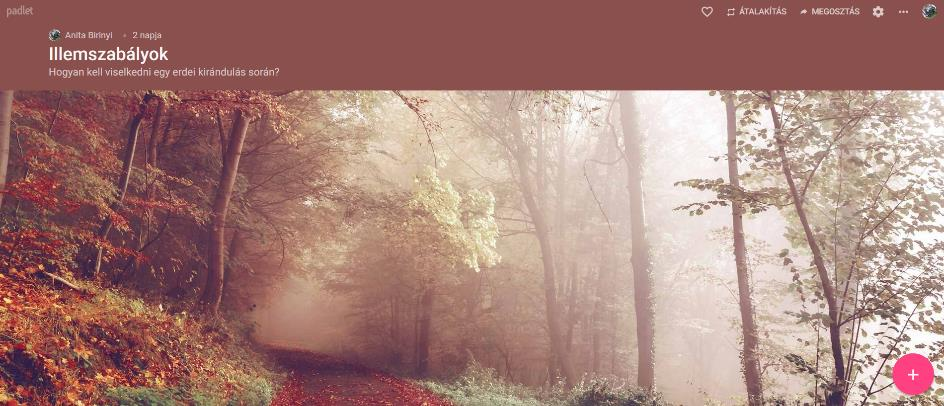 padlet
ÁTALAKÍTÁS
MEGOSZTÁS
Anita Birinyi • 2 napja
Illemszabályok
Hogyan kell viselkedni egy erdei kirándulás során?